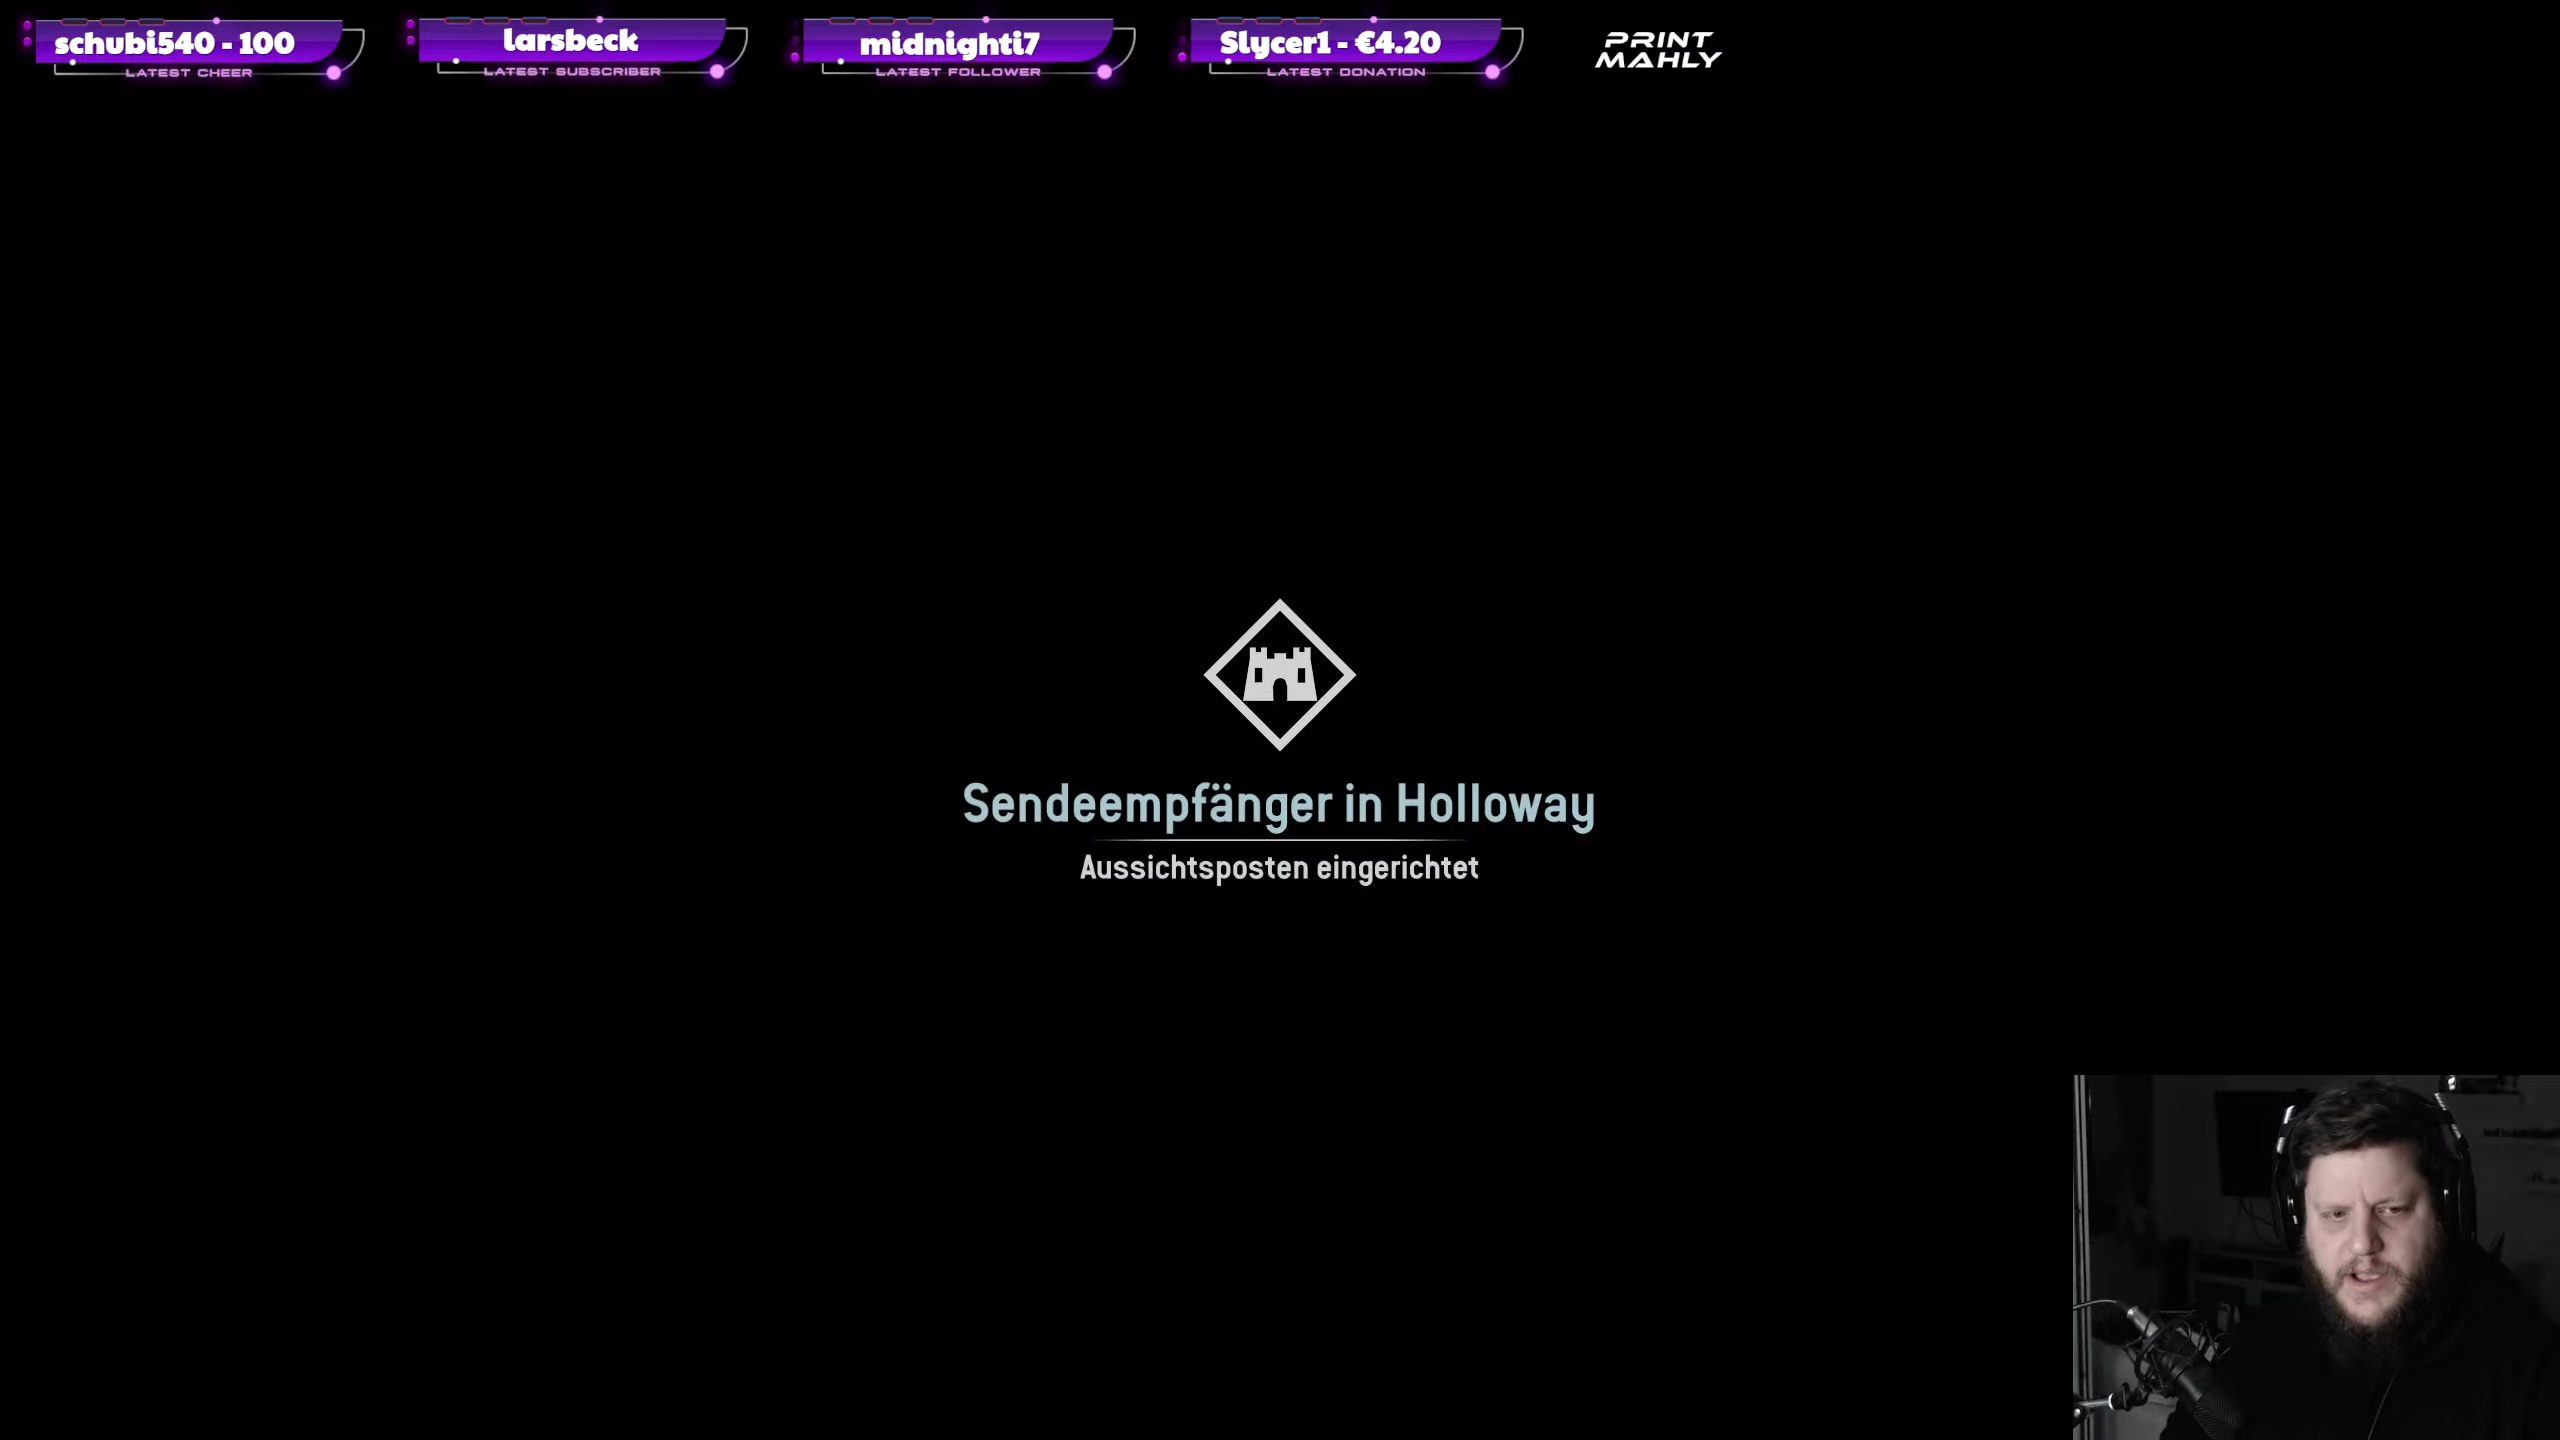 schubi540 - 100
LATEST CHEER
larsbeck
LATEST SUBSCRIBER
midnighti7
LATEST FOLLOWER
Slycer1 - €4.20
LATEST DONATION
PRINT
MAHLY
Sendeempfänger in Holloway
Aussichtsposten eingerichtet